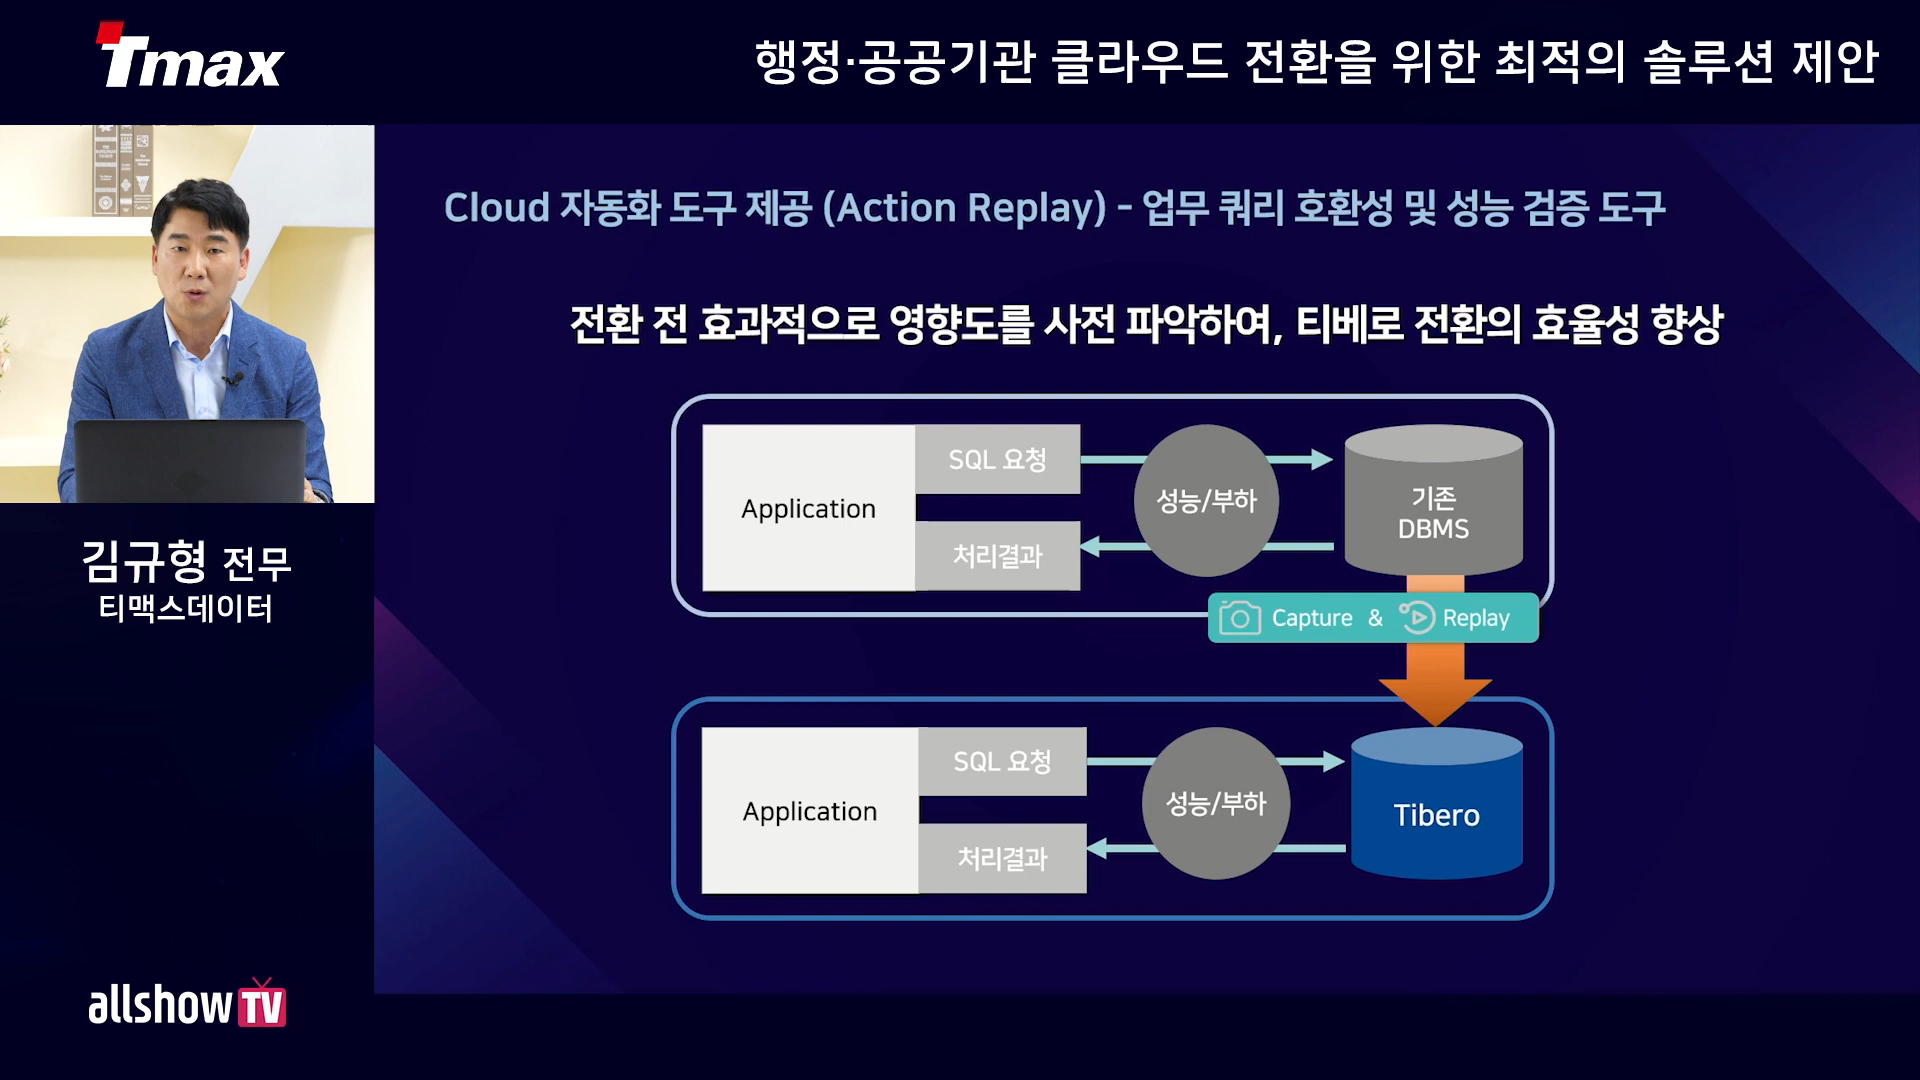 Tmax
행정·공공기관 클라우드 전환을 위한 최적의 솔루션 제안
Cloud 자동화 도구 제공 (Action Replay) - 업무 쿼리 호환성 및 성능 검증 도구
전환 전 효과적으로 영향도를 사전 파악하여, 티베로 전환의 효율성 향상
Application
SQL 요청
처리결과
성능/부하
기존
DBMS
Capture & Replay
Application
SQL 요청
처리결과
성능/부하
Tibero
김규형 전무
티맥스데이터
allshowTV